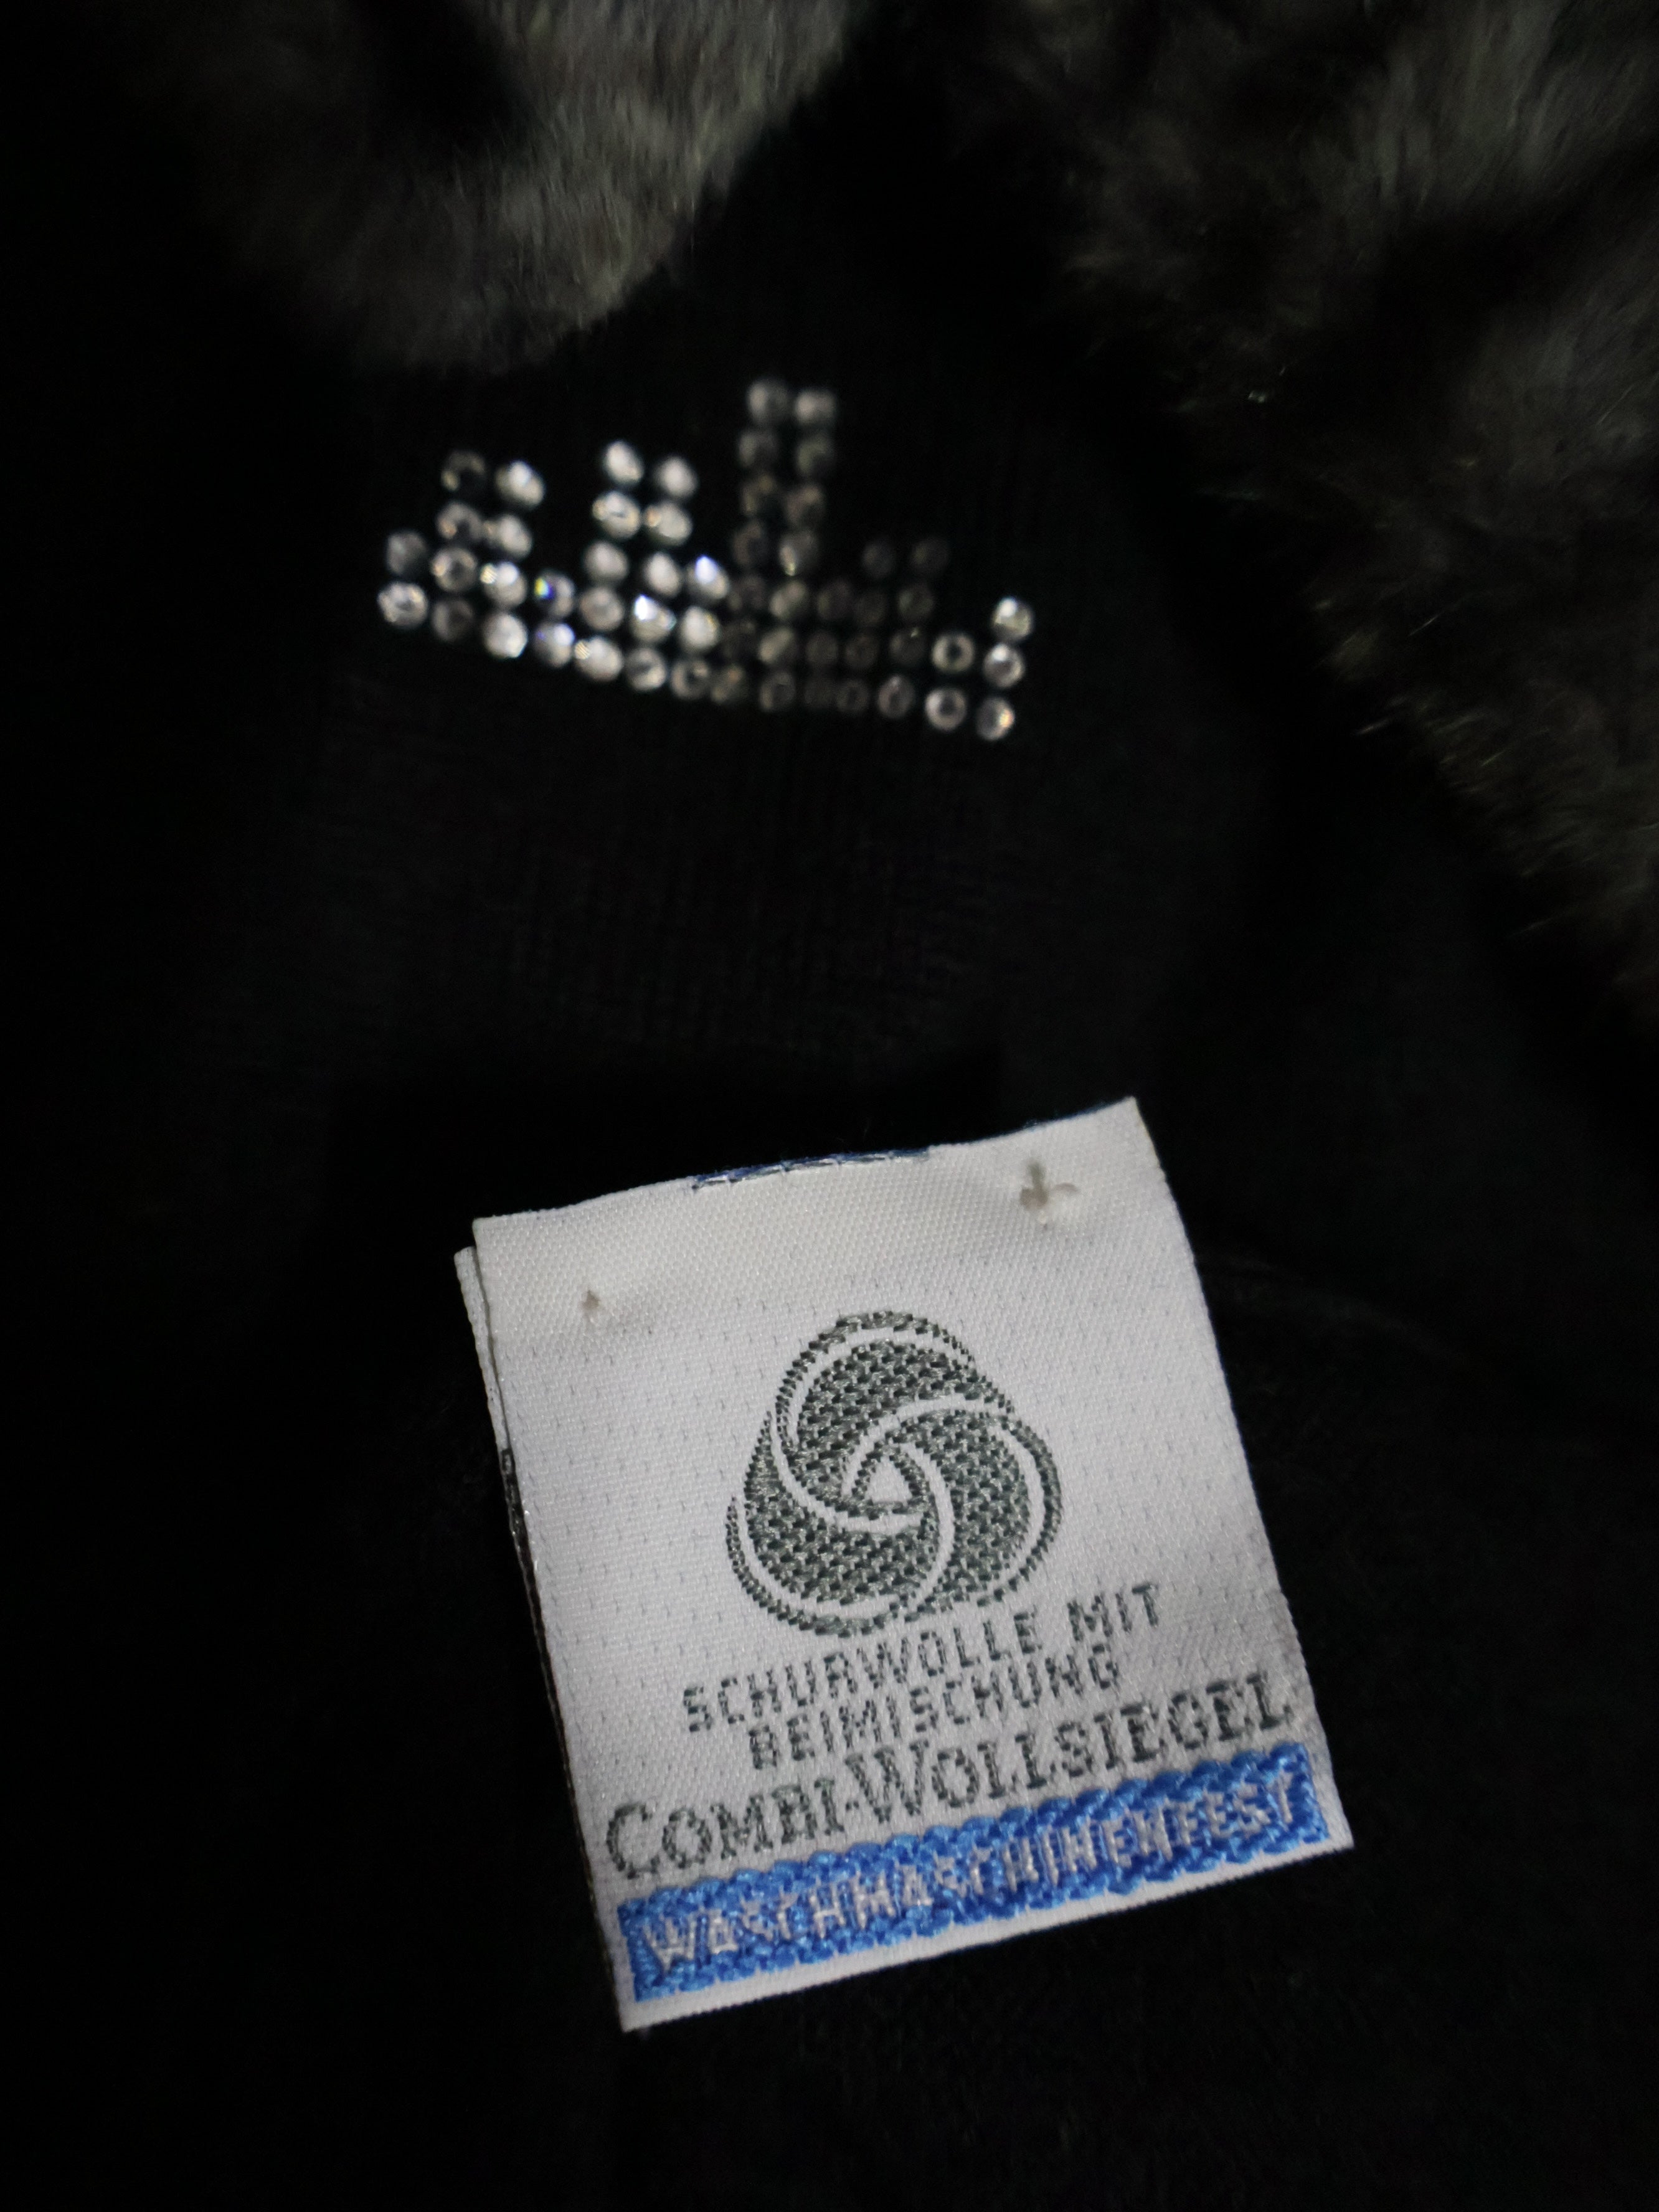 SCHURWOLLE MIT
BEIMISCHUNG
COMBI-WOLLSIEGEL
WASCHMASCHINENFEST